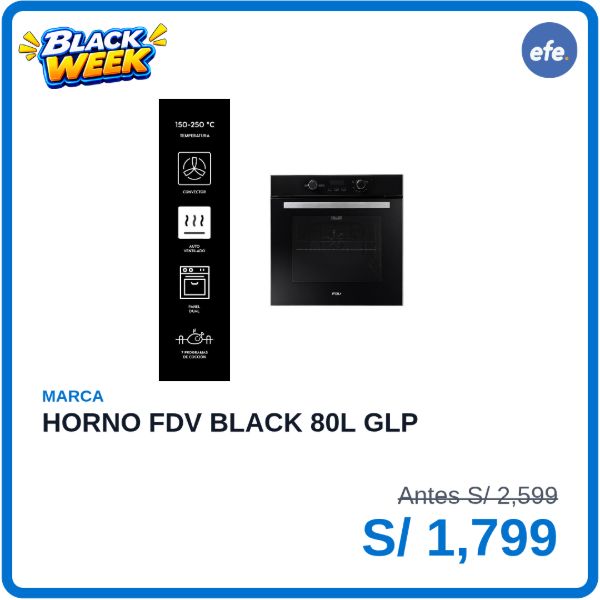 BLACK
WEEK
efe.
150-250 °C
TEMPERATURA
CONVECTOR
AUTO
VENTILADO
PANEL
DUAL
7 PROGRAMAS
DE COCCIÓN
FDV
MARCA
HORNO FDV BLACK 80L GLP
Antes S/ 2,599
S/ 1,799